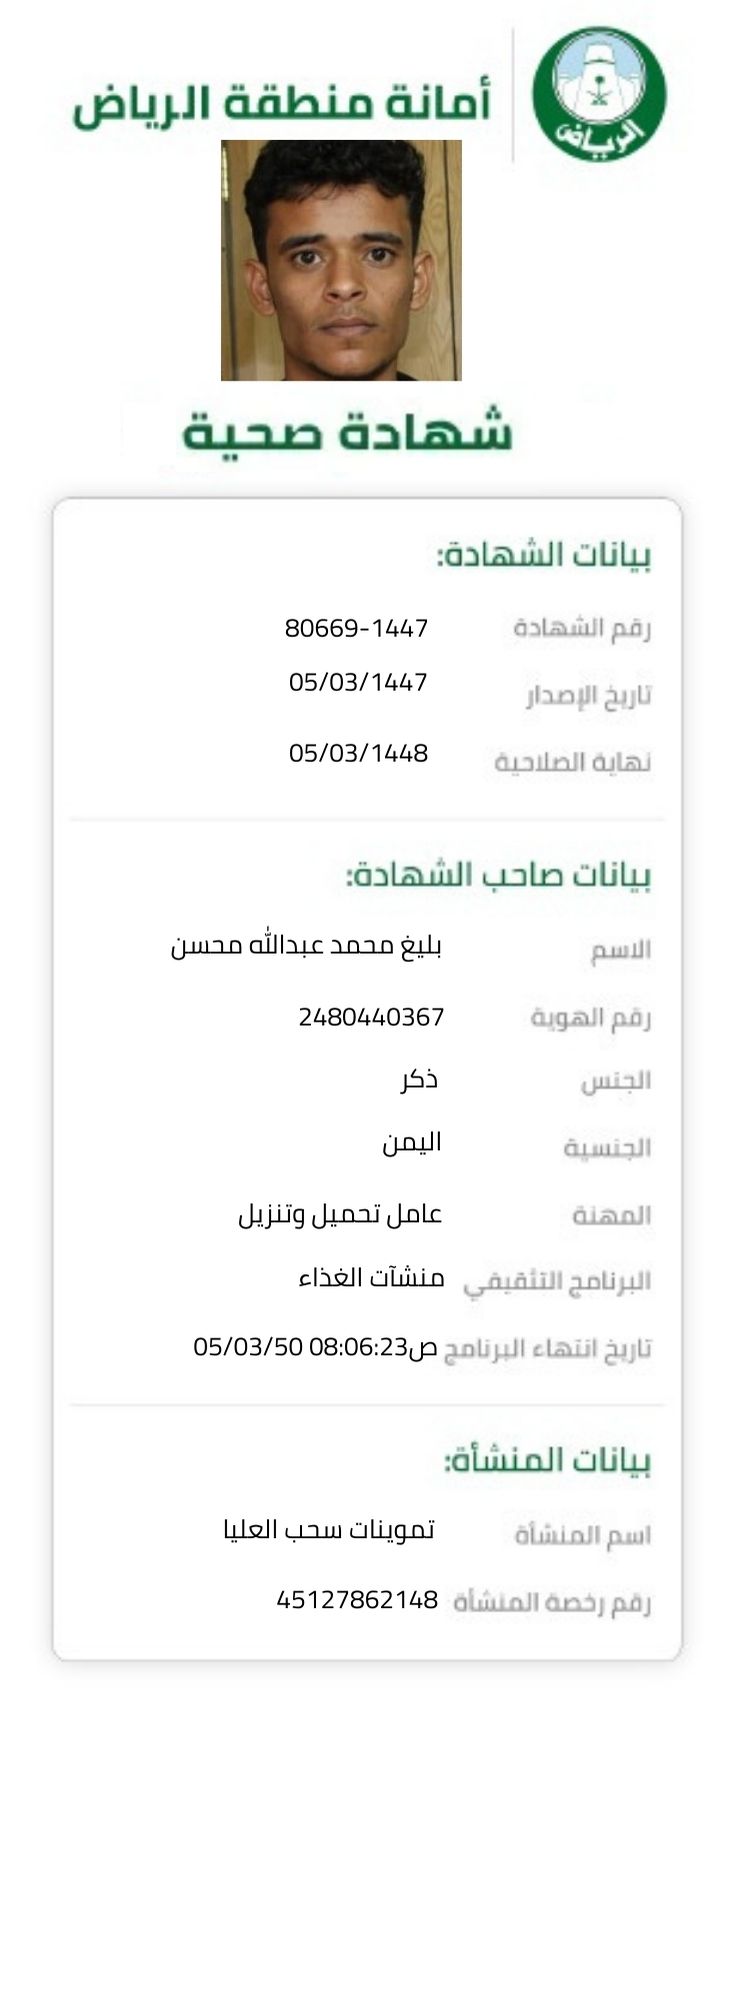 أمانة منطقة الرياض
الرياض
شهادة صحية
بيانات الشهادة:
رقم الشهادة 80669-1447
تاريخ الإصدار 05/03/1447
نهاية الصلاحية 05/03/1448
بيانات صاحب الشهادة:
الاسم بليغ محمد عبدالله محسن
رقم الهوية 2480440367
الجنس ذكر
الجنسية اليمن
المهنة عامل تحميل وتنزيل
البرنامج التثقيفي منشآت الغذاء
تاريخ انتهاء البرنامج 05/03/50 08:06:23ص
بيانات المنشأة:
اسم المنشأة تموينات سحب العليا
رقم رخصة المنشأة 45127862148